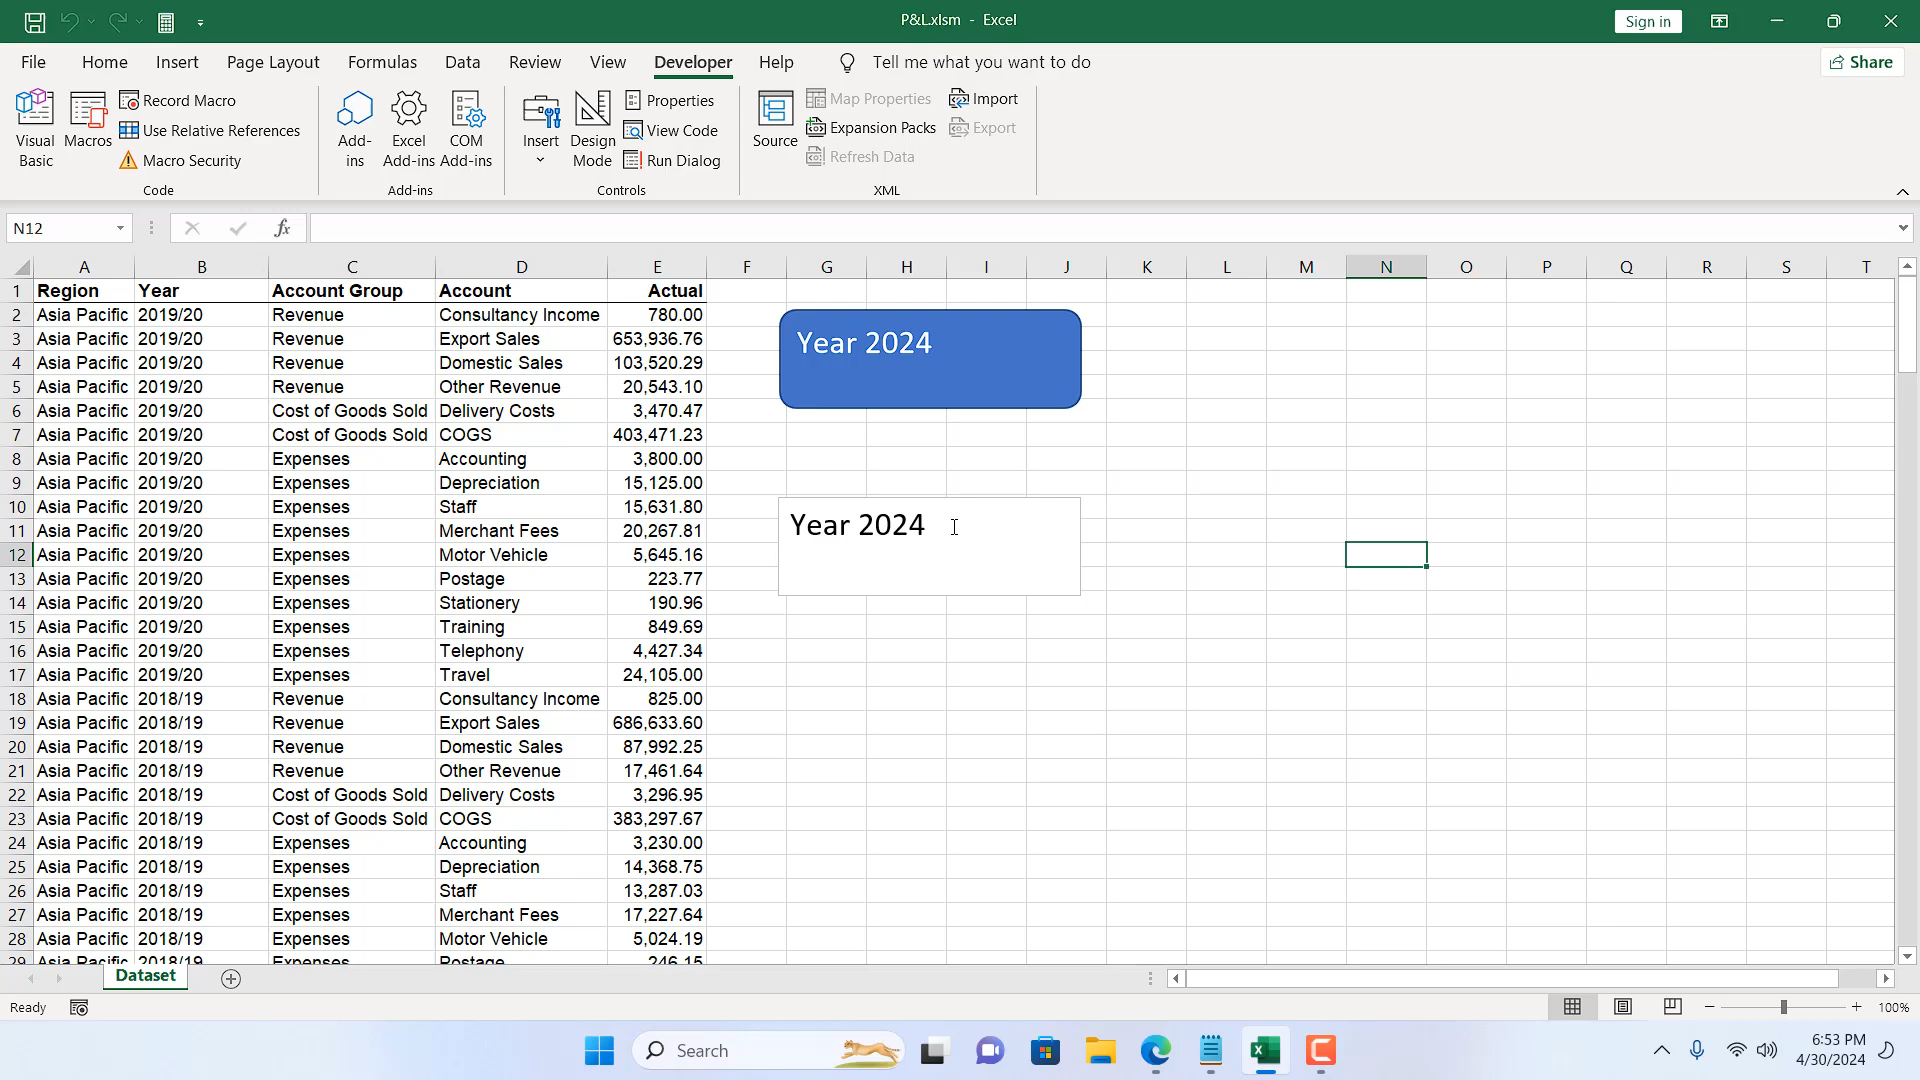 P&L.xlsm - Excel
Sign in
File Home Insert Page Layout Formulas Data Review View Developer Help Tell me what you want to do Share
Visual Basic
Macros
Record Macro
Use Relative References
Macro Security
Code
Add-ins
Excel Add-ins
COM Add-ins
Add-ins
Insert
Design Mode
Properties
View Code
Run Dialog
Controls
Source
Map Properties
Expansion Packs
Refresh Data
Import
Export
XML
N12 fx
A B C D E F G H I J K L M N O P Q R S T
1 Region Year Account Group Account Actual
2 Asia Pacific 2019/20 Revenue Consultancy Income 780.00
3 Asia Pacific 2019/20 Revenue Export Sales 653,936.76
4 Asia Pacific 2019/20 Revenue Domestic Sales 103,520.29
5 Asia Pacific 2019/20 Revenue Other Revenue 20,543.10
6 Asia Pacific 2019/20 Cost of Goods Sold Delivery Costs 3,470.47
7 Asia Pacific 2019/20 Cost of Goods Sold COGS 403,471.23
8 Asia Pacific 2019/20 Expenses Accounting 3,800.00
9 Asia Pacific 2019/20 Expenses Depreciation 15,125.00
10 Asia Pacific 2019/20 Expenses Staff 15,631.80
11 Asia Pacific 2019/20 Expenses Merchant Fees 20,267.81
12 Asia Pacific 2019/20 Expenses Motor Vehicle 5,645.16
13 Asia Pacific 2019/20 Expenses Postage 223.77
14 Asia Pacific 2019/20 Expenses Stationery 190.96
15 Asia Pacific 2019/20 Expenses Training 849.69
16 Asia Pacific 2019/20 Expenses Telephony 4,427.34
17 Asia Pacific 2019/20 Expenses Travel 24,105.00
18 Asia Pacific 2018/19 Revenue Consultancy Income 825.00
19 Asia Pacific 2018/19 Revenue Export Sales 686,633.60
20 Asia Pacific 2018/19 Revenue Domestic Sales 87,992.25
21 Asia Pacific 2018/19 Revenue Other Revenue 17,461.64
22 Asia Pacific 2018/19 Cost of Goods Sold Delivery Costs 3,296.95
23 Asia Pacific 2018/19 Cost of Goods Sold COGS 383,297.67
24 Asia Pacific 2018/19 Expenses Accounting 3,230.00
25 Asia Pacific 2018/19 Expenses Depreciation 14,368.75
26 Asia Pacific 2018/19 Expenses Staff 13,287.03
27 Asia Pacific 2018/19 Expenses Merchant Fees 17,227.64
28 Asia Pacific 2018/19 Expenses Motor Vehicle 5,024.19
29 Asia Pacific 2018/19 Expenses Postage 246.15
Year 2024
Year 2024
Dataset
Ready
100%
Search
6:53 PM
4/30/2024